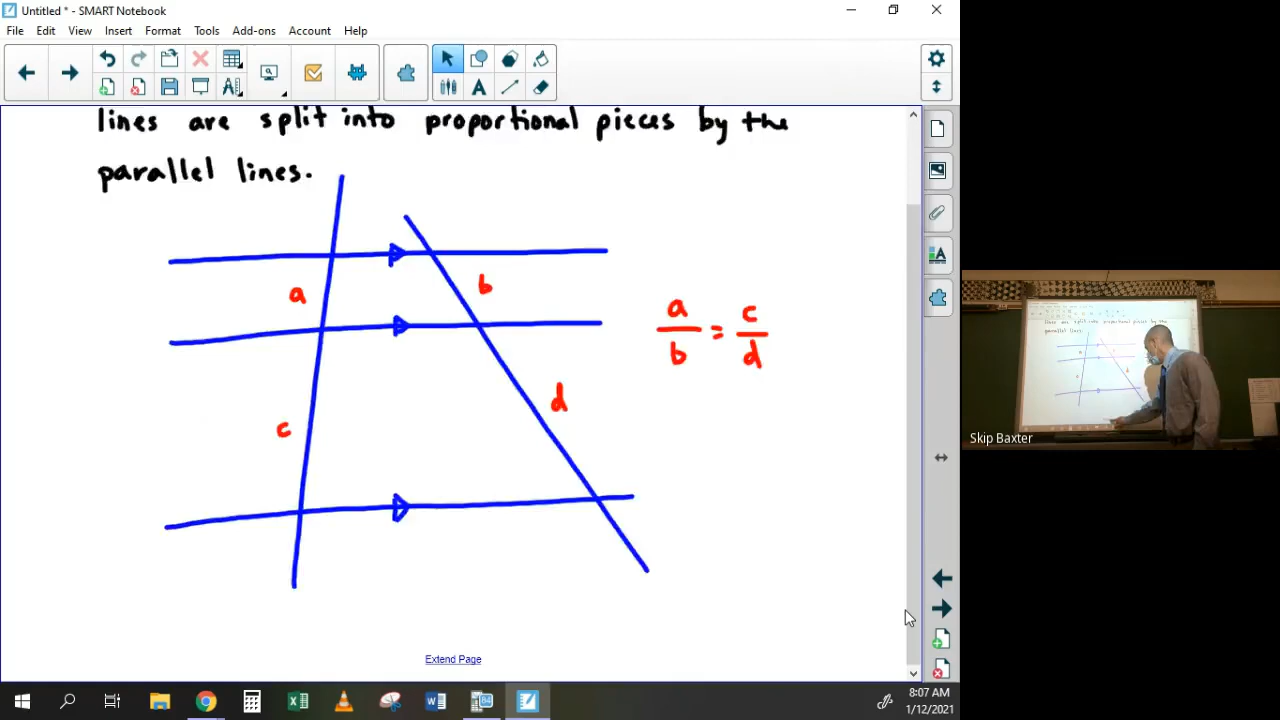 Untitled * - SMART Notebook
File Edit View Insert Format Tools Add-ons Account Help
lines are split into proportional pieces by the
parallel lines.
a
b
a/b = c/d
c
d
Extend Page
Skip Baxter
8:07 AM
1/12/2021